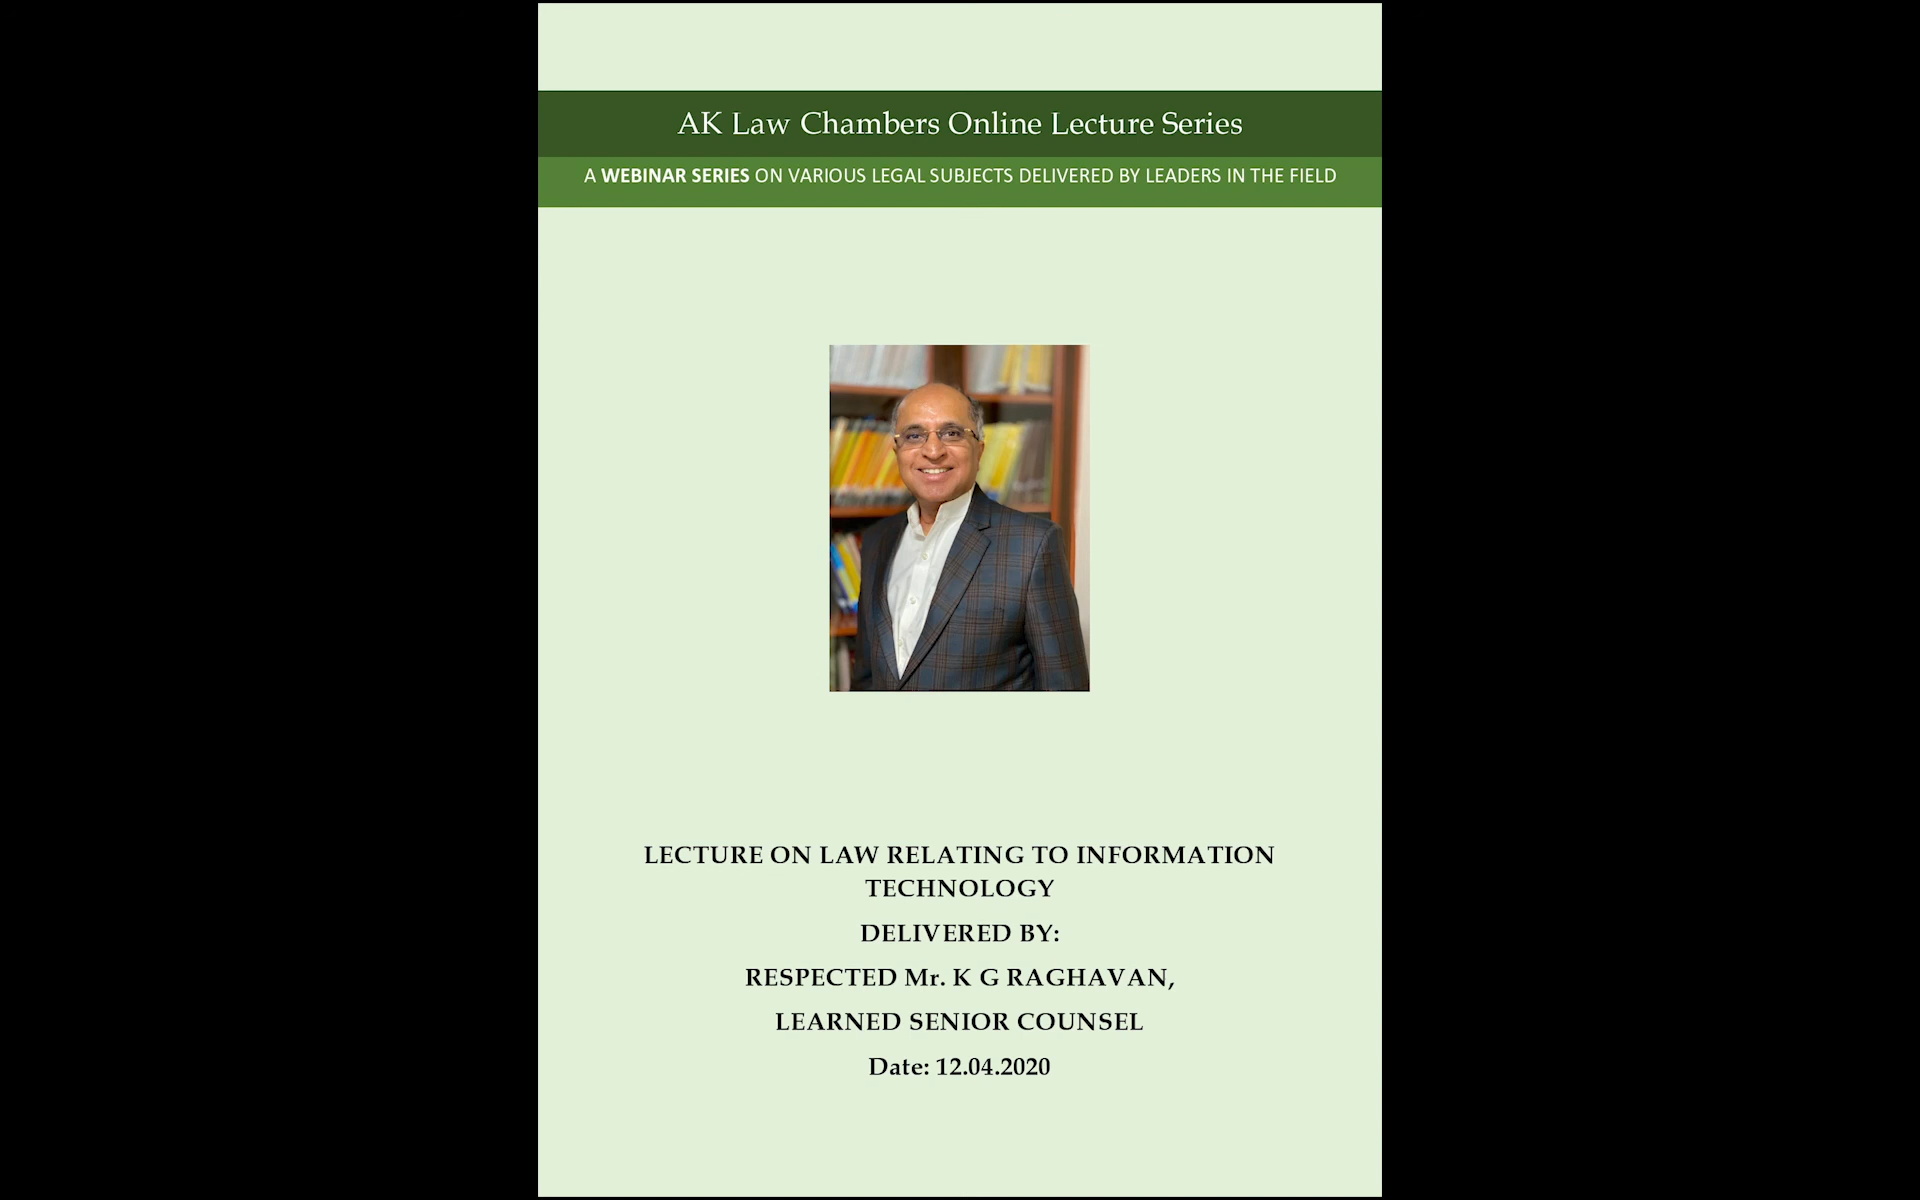 AK Law Chambers Online Lecture Series
A WEBINAR SERIES ON VARIOUS LEGAL SUBJECTS DELIVERED BY LEADERS IN THE FIELD
LECTURE ON LAW RELATING TO INFORMATION
TECHNOLOGY
DELIVERED BY:
RESPECTED Mr. K G RAGHAVAN,
LEARNED SENIOR COUNSEL
Date: 12.04.2020